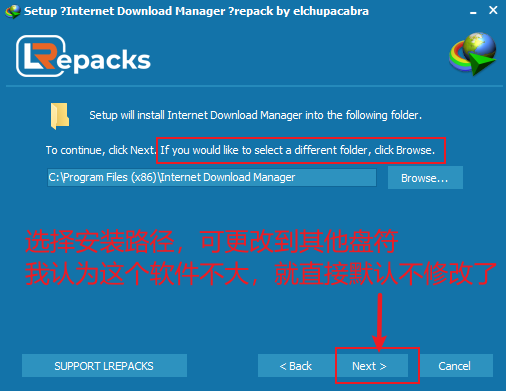 Setup ?Internet Download Manager ?repack by elchupacabra
LRepacks
Setup will install Internet Download Manager into the following folder.
To continue, click Next. If you would like to select a different folder, click Browse.
C:\Program Files (x86)\Internet Download Manager
Browse...
选择安装路径，可更改到其他盘符
我认为这个软件不大，就直接默认不修改了
SUPPORT LREPACKS
< Back
Next >
Cancel